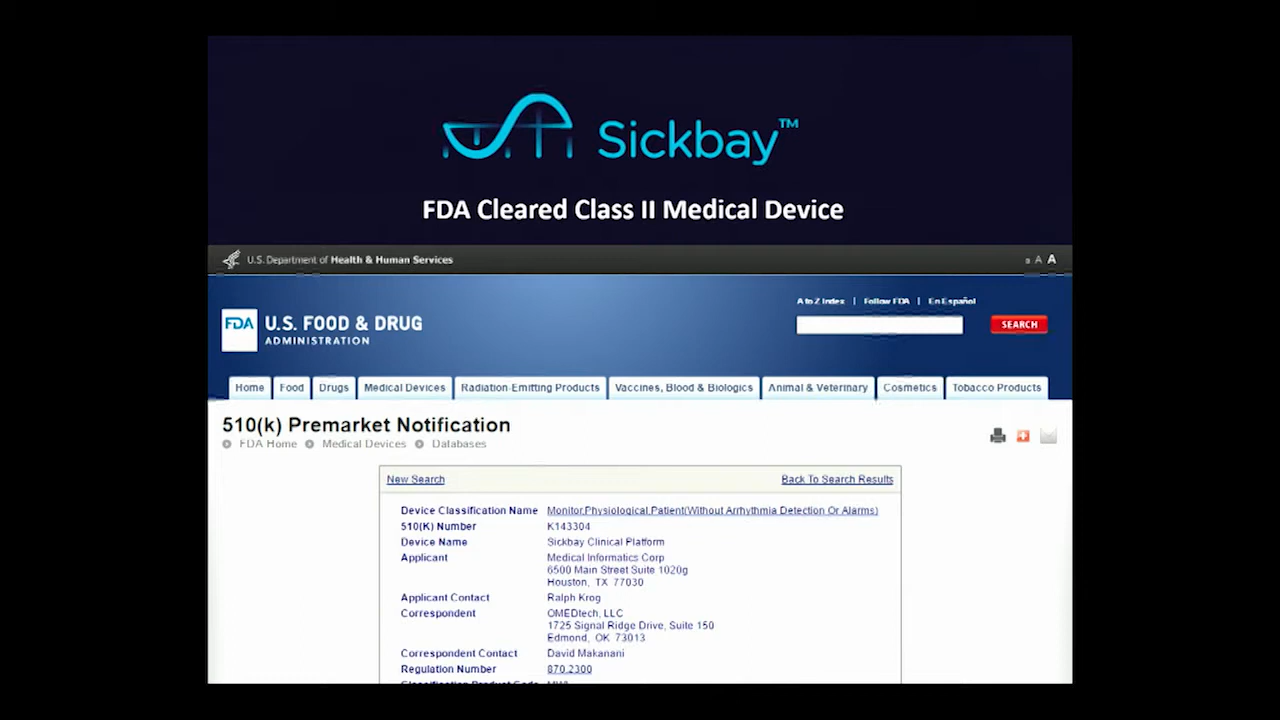 Sickbay™
FDA Cleared Class II Medical Device
U.S. Department of Health & Human Services
a A A
A to Z Index | Follow FDA | En Español
FDA U.S. FOOD & DRUG
ADMINISTRATION
SEARCH
Home Food Drugs Medical Devices Radiation-Emitting Products Vaccines, Blood & Biologics Animal & Veterinary Cosmetics Tobacco Products
510(k) Premarket Notification
FDA Home Medical Devices Databases
New Search Back To Search Results
Device Classification Name Monitor,Physiological,Patient(Without Arrhythmia Detection Or Alarms)
510(K) Number K143304
Device Name Sickbay Clinical Platform
Applicant Medical Informatics Corp
6500 Main Street Suite 1020g
Houston, TX 77030
Applicant Contact Ralph Krog
Correspondent OMEDtech, LLC
1725 Signal Ridge Drive, Suite 150
Edmond, OK 73013
Correspondent Contact David Makanani
Regulation Number 870.2300